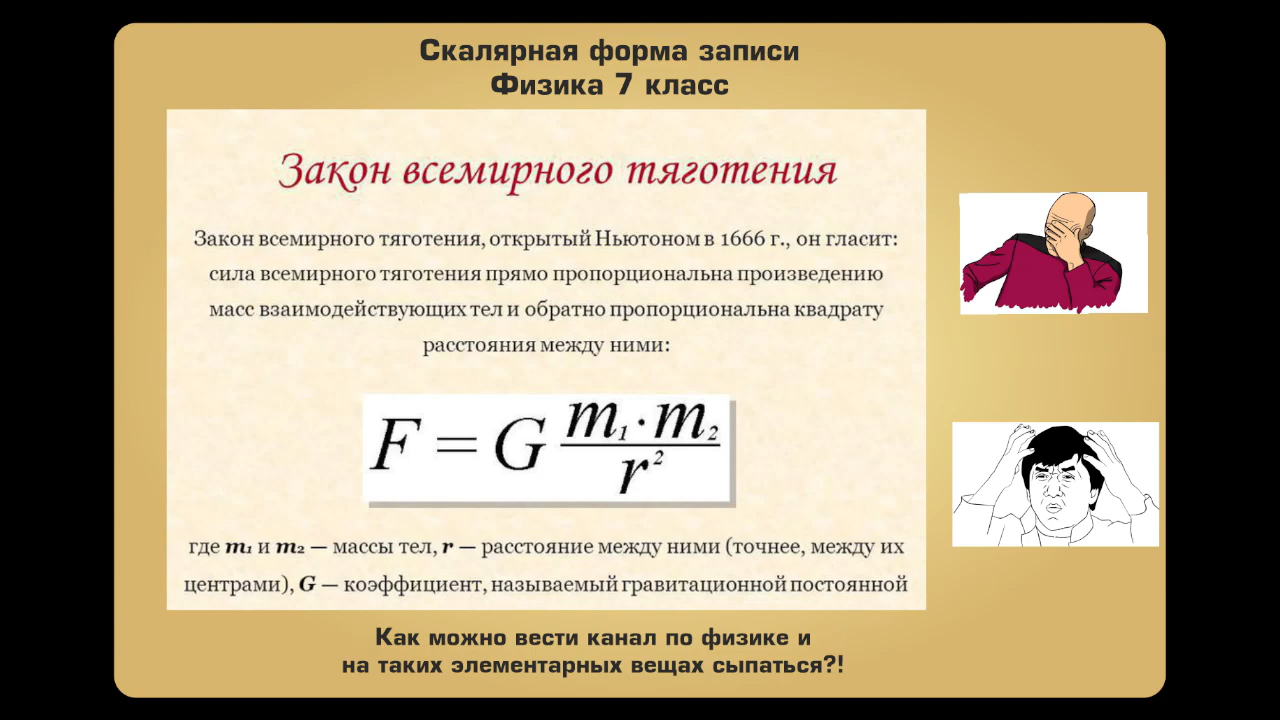 Скалярная форма записи
Физика 7 класс
Закон всемирного тяготения
Закон всемирного тяготения, открытый Ньютоном в 1666 г., он гласит:
сила всемирного тяготения прямо пропорциональна произведению
масс взаимодействующих тел и обратно пропорциональна квадрату
расстояния между ними:
F = G m₁ · m₂ / r²
где m₁ и m₂ — массы тел, r — расстояние между ними (точнее, между их
центрами), G — коэффициент, называемый гравитационной постоянной
Как можно вести канал по физике и
на таких элементарных вещах сыпаться?!